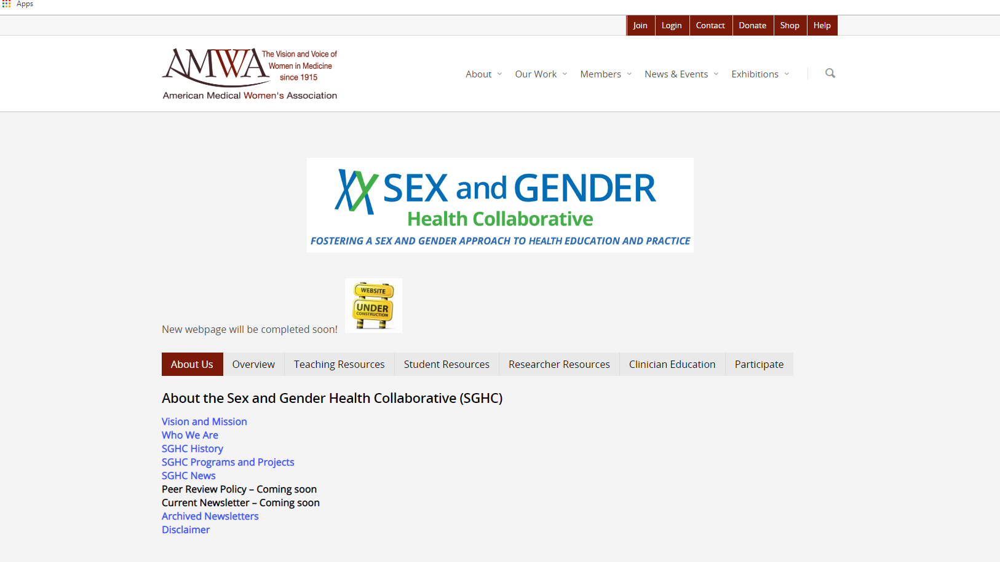 Apps
Join Login Contact Donate Shop Help
AMWA The Vision and Voice of
Women in Medicine
since 1915
American Medical Women's Association
About Our Work Members News & Events Exhibitions
SEX and GENDER
Health Collaborative
FOSTERING A SEX AND GENDER APPROACH TO HEALTH EDUCATION AND PRACTICE
WEBSITE
UNDER
CONSTRUCTION
New webpage will be completed soon!
About Us Overview Teaching Resources Student Resources Researcher Resources Clinician Education Participate
About the Sex and Gender Health Collaborative (SGHC)
Vision and Mission
Who We Are
SGHC History
SGHC Programs and Projects
SGHC News
Peer Review Policy – Coming soon
Current Newsletter – Coming soon
Archived Newsletters
Disclaimer